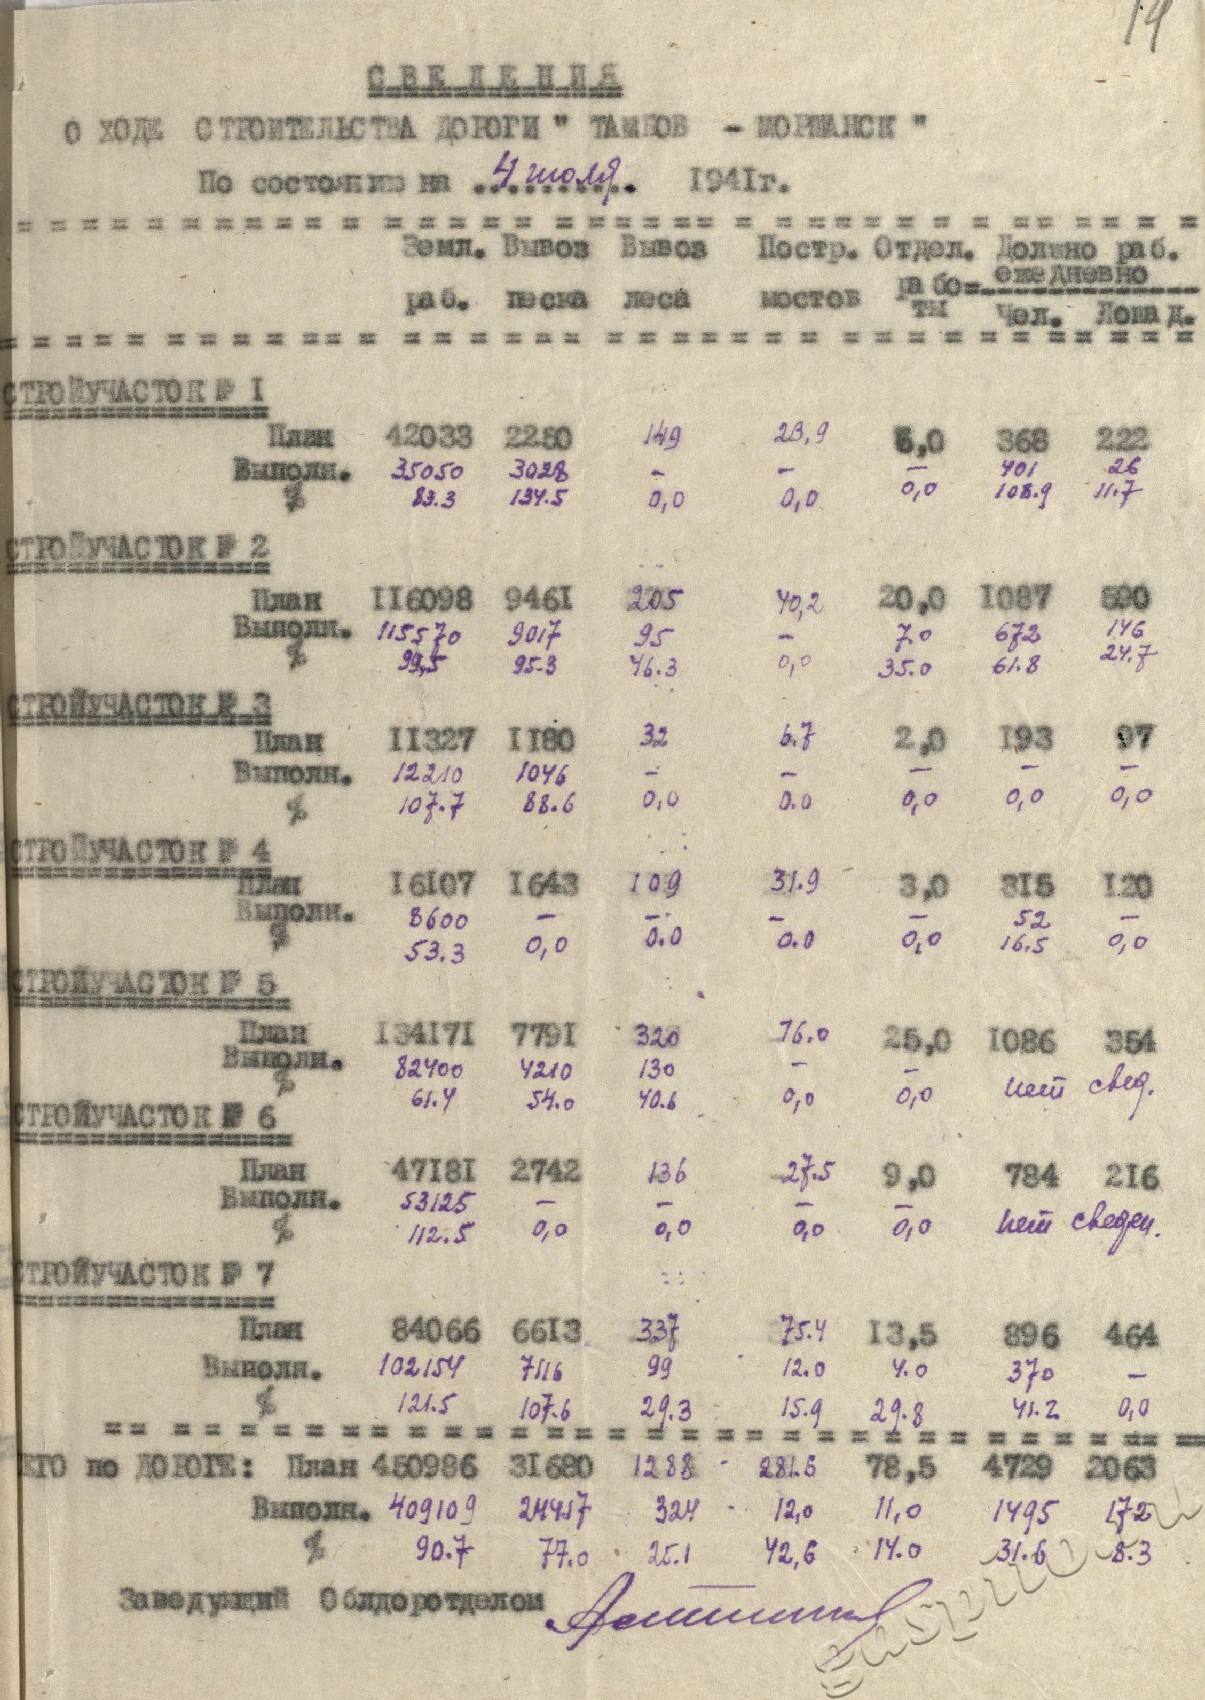 19
СВЕДЕНИЯ
О ХОДЕ СТРОИТЕЛЬСТВА ДОРОГИ " ТАМБОВ - МОРШАНСК "
По состоянию на 4 июля 1941г.
Земл. Вывоз Вывоз Постр. Отдел. Должно раб.
раб. песка леса мостов рабо= ежедневно
ты Чел. Лошад.
СТРОЙУЧАСТОК № 1
План 42033 2250 149 23,9 5,0 368 222
Выполн. 35050 3028 - - - 401 26
% 83.3 134.5 0,0 0,0 0,0 108.9 11.7
СТРОЙУЧАСТОК № 2
План 116098 9461 205 40,2 20,0 1087 590
Выполн. 115570 9017 95 - 7.0 672 146
% 99,5 95.3 46.3 0,0 35.0 61.8 24.7
СТРОЙУЧАСТОК № 3
План 11327 1180 32 6.7 2,0 193 97
Выполн. 12210 1046 - - - - -
% 107.7 88.6 0,0 0.0 0,0 0,0 0,0
СТРОЙУЧАСТОК № 4
План 16107 1643 109 31.9 3,0 315 120
Выполн. 8600 - - - - 52 -
% 53.3 0,0 0.0 0.0 0,0 16.5 0,0
СТРОЙУЧАСТОК № 5
План 134171 7791 320 76.0 25,0 1086 354
Выполн. 82400 4210 130 - - нет свед.
% 61.4 54.0 40.6 0,0 0,0
СТРОЙУЧАСТОК № 6
План 47181 2742 136 27.5 9,0 784 216
Выполн. 53125 - - - - нет сведен.
% 112.5 0,0 0,0 0,0 0,0
СТРОЙУЧАСТОК № 7
План 84066 6613 337 75.4 13,5 896 464
Выполн. 102154 7116 99 12.0 4.0 370 -
% 121.5 107.6 29.3 15.9 29.8 41.2 0,0
ЕГО по ДОРОГЕ: План 450986 31680 1288 281.6 78,5 4729 2063
Выполн. 409109 24417 324 12,0 11,0 1495 172
% 90.7 77.0 25.1 42,6 14.0 31.6 8.3
Заведующий Облдоротделом